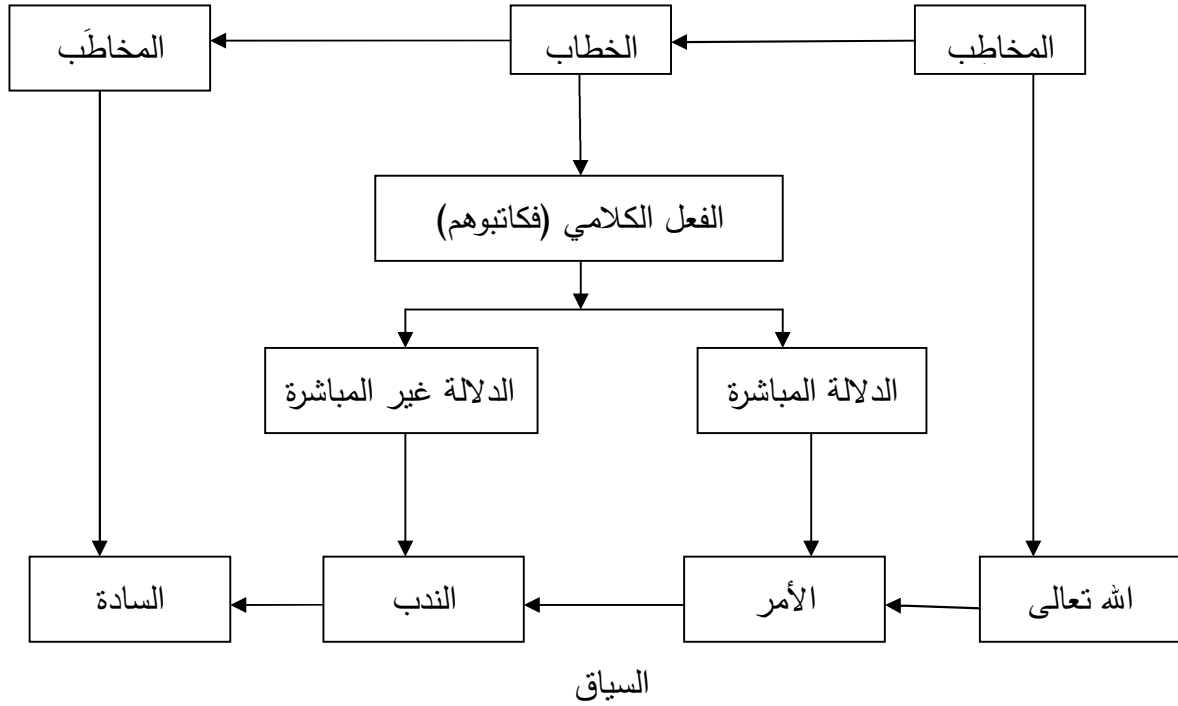 المخاطِب
الخطاب
المخاطَب
الفعل الكلامي (فكاتبوهم)
الدلالة المباشرة
الدلالة غير المباشرة
الله تعالى
الأمر
الندب
السادة
السياق